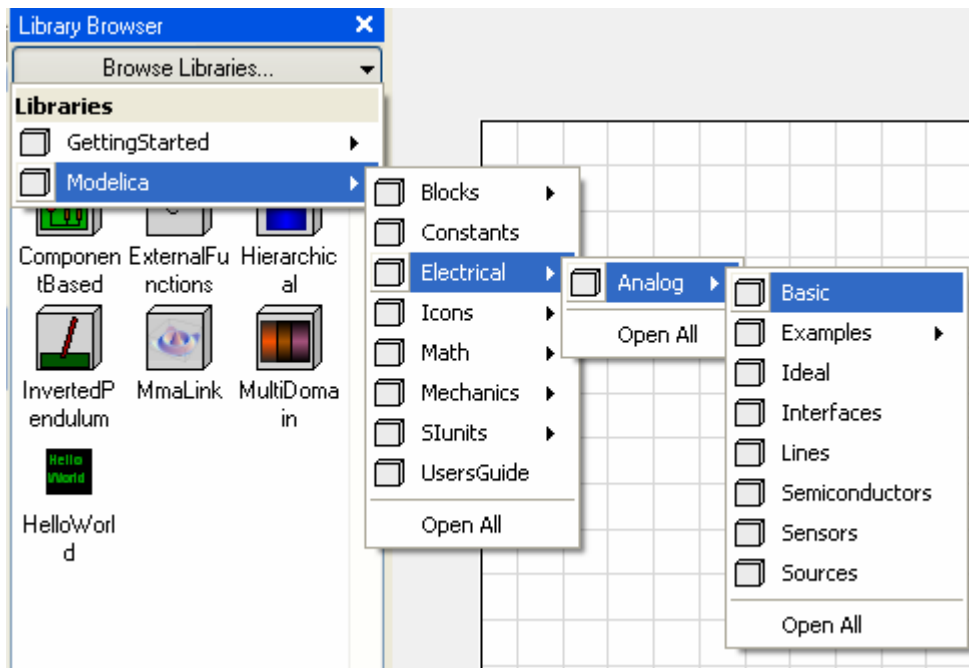 Library Browser
Browse Libraries...
Libraries
GettingStarted
Modelica
Componen
tBased
ExternalFu
nctions
Hierarchic
al
InvertedP
endulum
MmaLink
MultiDoma
in
Hello
World
HelloWorl
d
Blocks
Constants
Electrical
Icons
Math
Mechanics
SIunits
UsersGuide
Open All
Analog
Open All
Basic
Examples
Ideal
Interfaces
Lines
Semiconductors
Sensors
Sources
Open All